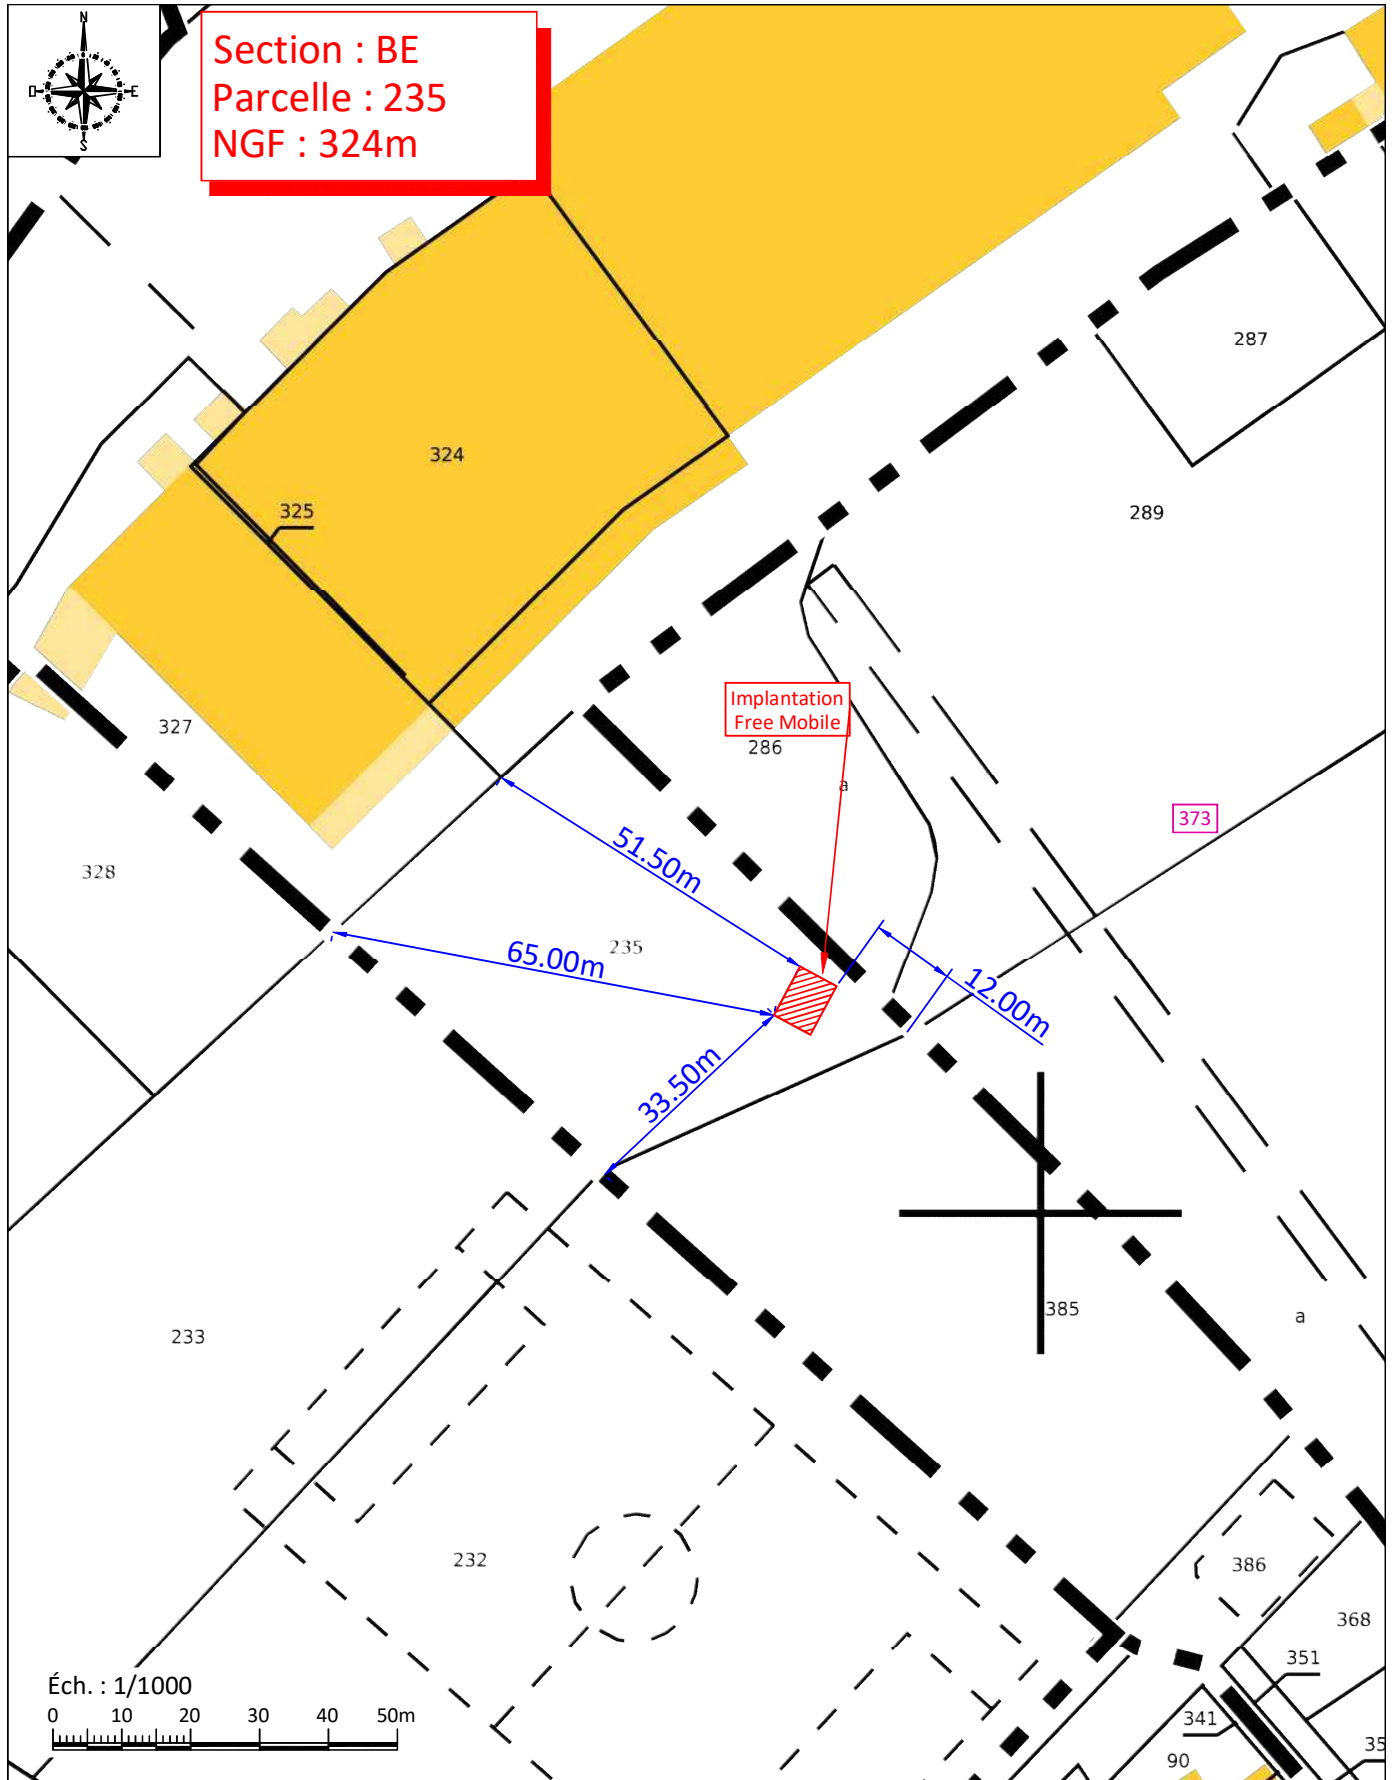 N
O
E
S
Section : BE
Parcelle : 235
NGF : 324m
287
324
325
289
Implantation
Free Mobile
327
286
a
373
51.50m
328
235
65.00m
12.00m
33.50m
385
a
233
232
386
368
351
341
90
35
Éch. : 1/1000
0 10 20 30 40 50m